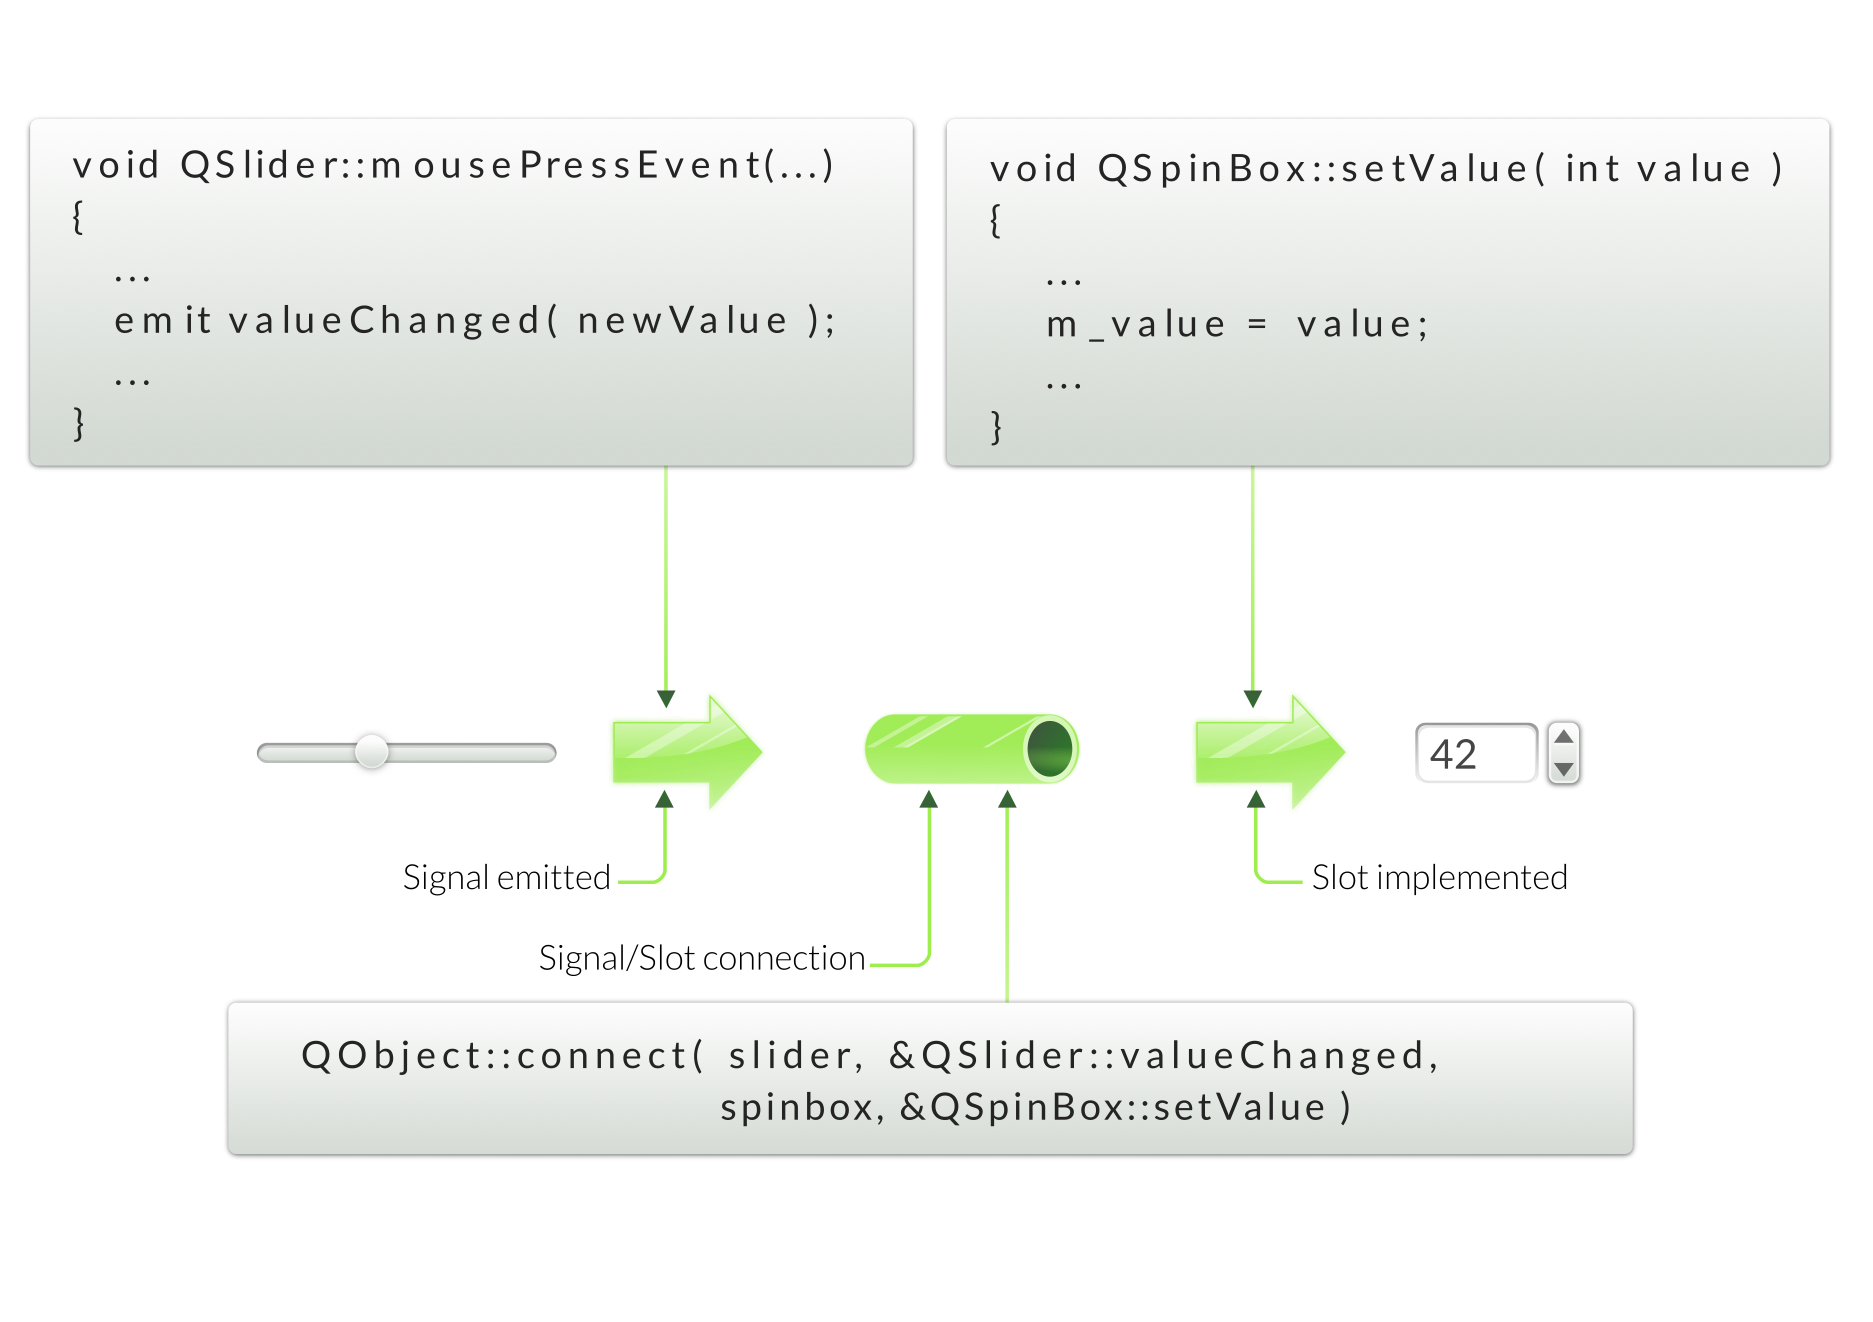 void QSlider::mousePressEvent(...)
{
...
emit valueChanged( newValue );
...
}
void QSpinBox::setValue( int value )
{
...
m_value = value;
...
}
42
Signal emitted
Slot implemented
Signal/Slot connection
QObject::connect( slider, &QSlider::valueChanged,
spinbox, &QSpinBox::setValue )